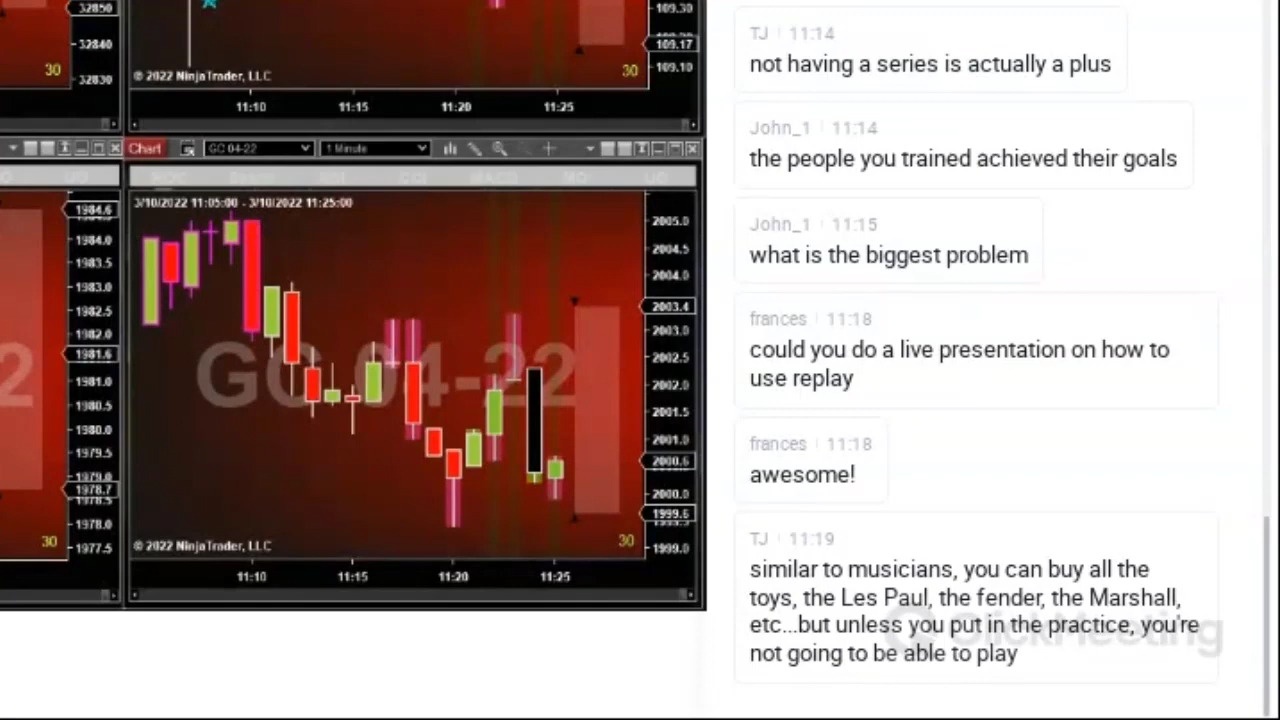 32850
32840
32830
30
© 2022 NinjaTrader, LLC
30
109.30
109.17
109.10
11:10
11:15
11:20
11:25
Chart
GC 04-22
1 Minute
1984.6
1984.0
1983.5
1983.0
1982.5
1982.0
1981.6
1981.0
1980.5
1980.0
1979.5
1979.0
1978.7
1978.5
1978.0
1977.5
2
30
3/10/2022 11:05:00 - 3/10/2022 11:25:00
GC 04-22
2005.0
2004.5
2004.0
2003.4
2003.0
2002.5
2002.0
2001.5
2001.0
2000.6
2000.0
1999.6
1999.0
© 2022 NinjaTrader, LLC
30
11:10
11:15
11:20
11:25
TJ 11:14
not having a series is actually a plus
John_1 11:14
the people you trained achieved their goals
John_1 11:15
what is the biggest problem
frances 11:18
could you do a live presentation on how to
use replay
frances 11:18
awesome!
TJ 11:19
similar to musicians, you can buy all the
toys, the Les Paul, the fender, the Marshall,
etc...but unless you put in the practice, you're
not going to be able to play
ClickMeeting